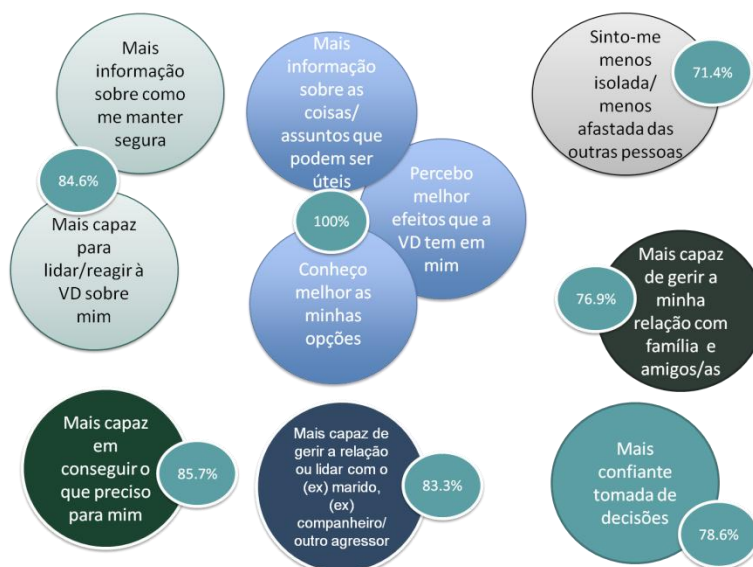 Mais
informação
sobre como
me manter
segura
84.6%
Mais capaz
para
lidar/reagir à
VD sobre
mim
Mais
informação
sobre as
coisas/
assuntos que
podem ser
úteis
Percebo
melhor
efeitos que a
VD tem em
mim
100%
Conheço
melhor as
minhas
opções
Sinto-me
menos
isolada/
menos
afastada das
outras pessoas
71.4%
Mais capaz
de gerir a
minha
relação com
família e
amigos/as
76.9%
Mais capaz
em
conseguir o
que preciso
para mim
85.7%
Mais capaz de
gerir a relação
ou lidar com o
(ex) marido,
(ex)
companheiro/
outro agressor
83.3%
Mais
confiante
tomada de
decisões
78.6%